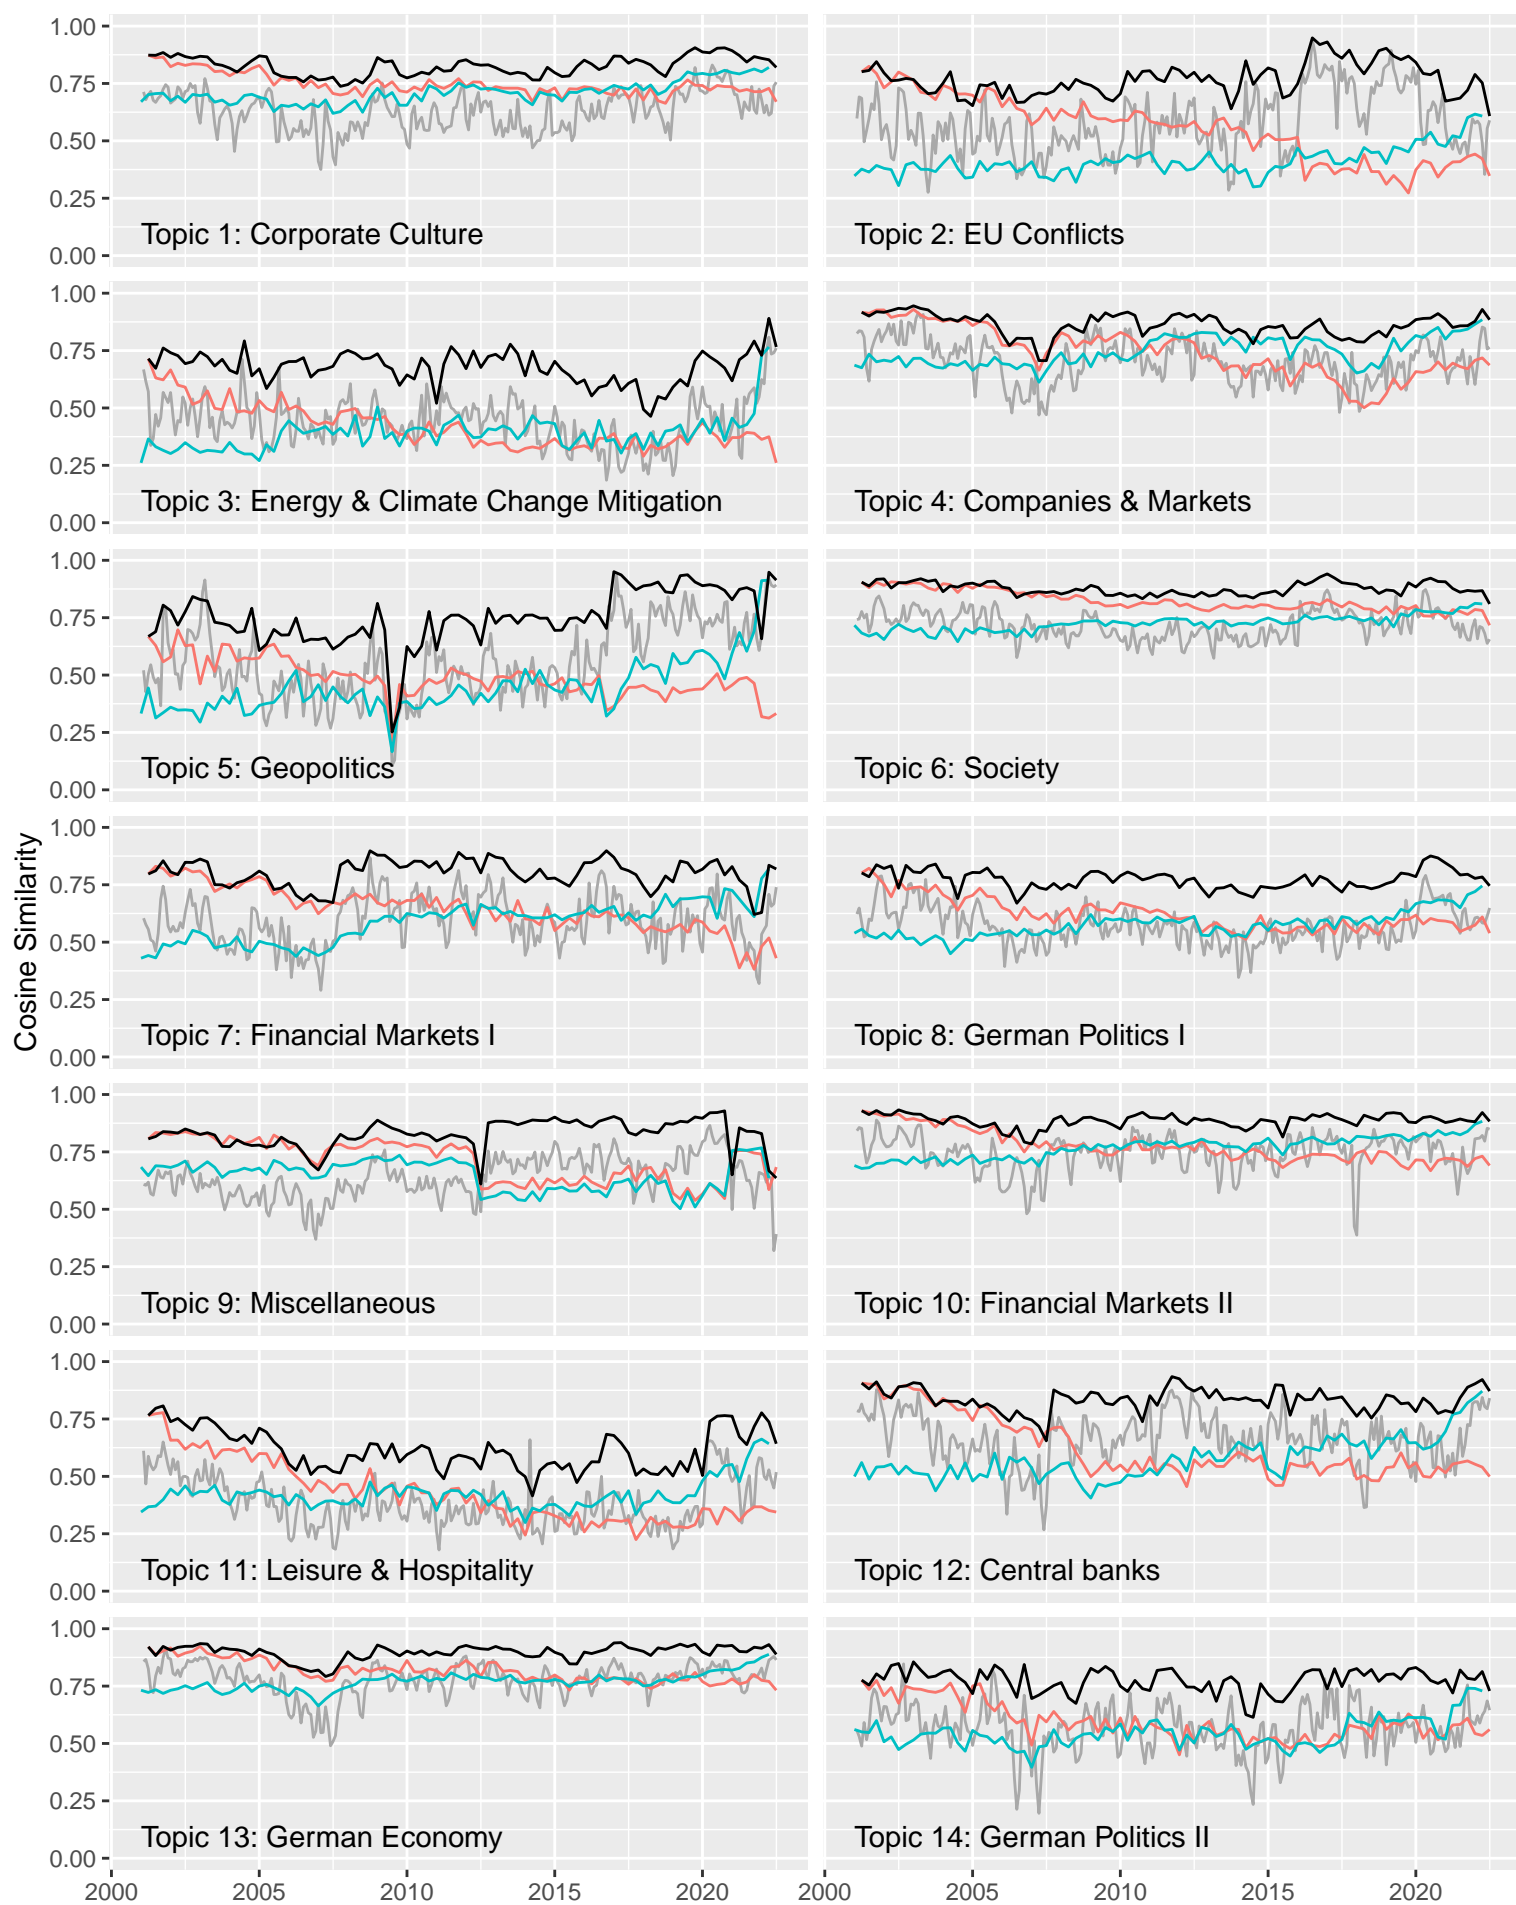 Cosine Similarity
1.00
0.75
0.50
0.25
0.00
Topic 1: Corporate Culture
Topic 2: EU Conflicts
1.00
0.75
0.50
0.25
0.00
Topic 3: Energy & Climate Change Mitigation
Topic 4: Companies & Markets
1.00
0.75
0.50
0.25
0.00
Topic 5: Geopolitics
Topic 6: Society
1.00
0.75
0.50
0.25
0.00
Topic 7: Financial Markets I
Topic 8: German Politics I
1.00
0.75
0.50
0.25
0.00
Topic 9: Miscellaneous
Topic 10: Financial Markets II
1.00
0.75
0.50
0.25
0.00
Topic 11: Leisure & Hospitality
Topic 12: Central banks
1.00
0.75
0.50
0.25
0.00
Topic 13: German Economy
Topic 14: German Politics II
2000 2005 2010 2015 2020
2000 2005 2010 2015 2020